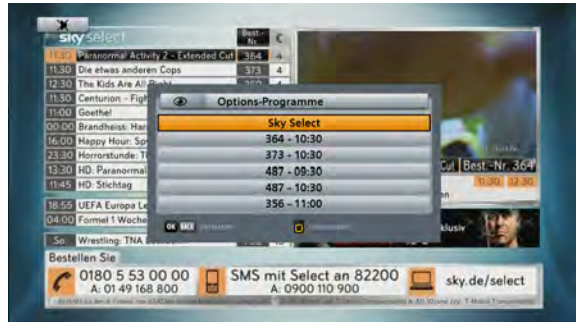 sky select
Best.-
Nr. €
11:30 Paranormal Activity 2 - Extended Cut 364 4
11:30 Die etwas anderen Cops 373 4
12:30 The Kids Are All
11:30 Centurion - Figh
11:00 Goethe!
00:00 Brandheiss: Har
16:00 Happy Hour: Sp
23:30 Horrorstunde: T
13:30 HD: Paranormal
11:45 HD: Stichtag
18:55 UEFA Europa Le
04:00 Formel 1 Woche
So. Wrestling: TNA
Options-Programme
Sky Select
364 - 10:30
373 - 10:30
487 - 09:30
487 - 10:30
356 - 11:00
OK BACK
Cut Best.-Nr. 364
11:30 12:30
klusiv
Bestellen Sie
0180 5 53 00 00
A: 01 49 168 800
SMS mit Select an 82200
A: 0900 110 900
sky.de/select